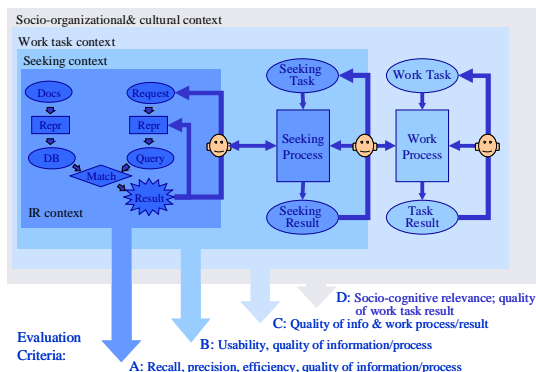 Socio-organizational& cultural context
Work task context
Seeking context
Docs
Request
Seeking
Task
Work Task
Repr
Repr
Seeking
Process
Work
Process
DB
Query
Match
Result
IR context
Seeking
Result
Task
Result
D: Socio-cognitive relevance; quality
of work task result
C: Quality of info & work process/result
Evaluation
Criteria:
B: Usability, quality of information/process
A: Recall, precision, efficiency, quality of information/process